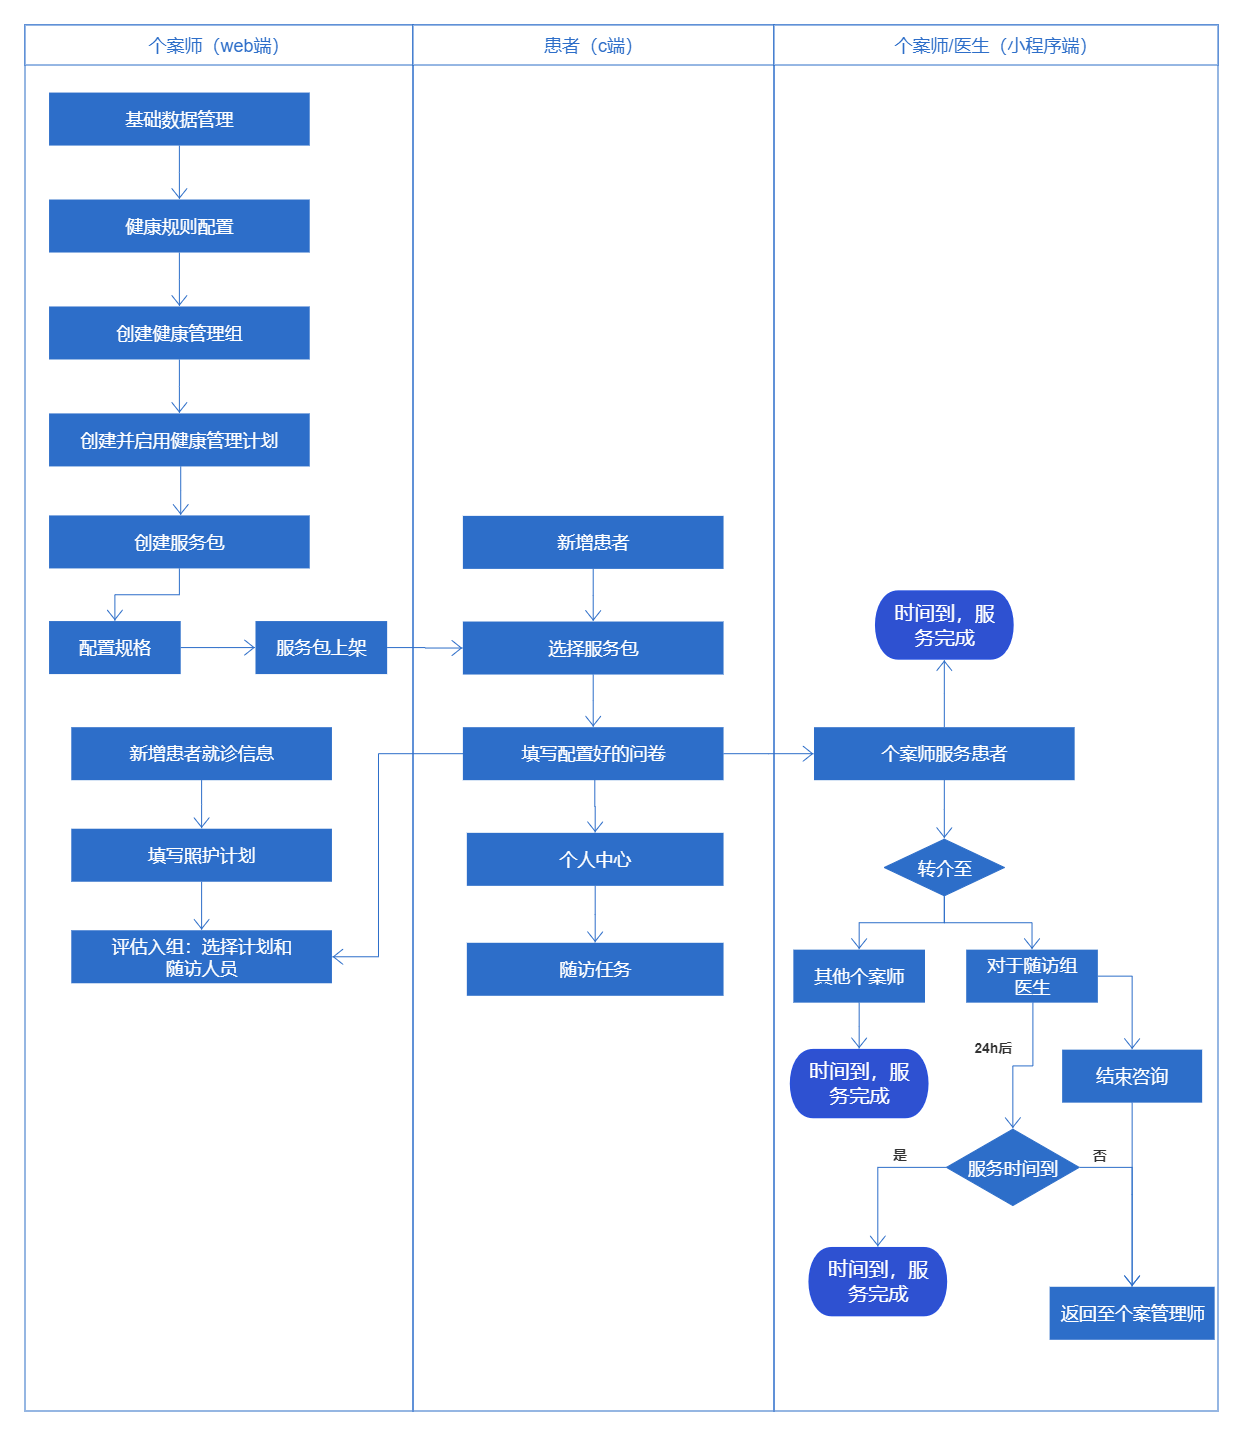 个案师（web端）
患者（c端）
个案师/医生（小程序端）
基础数据管理
健康规则配置
创建健康管理组
创建并启用健康管理计划
创建服务包
配置规格
服务包上架
新增患者就诊信息
填写照护计划
评估入组：选择计划和
随访人员
新增患者
选择服务包
填写配置好的问卷
个人中心
随访任务
时间到，服
务完成
个案师服务患者
转介至
其他个案师
对于随访组
医生
时间到，服
务完成
24h后
结束咨询
服务时间到
是
否
时间到，服
务完成
返回至个案管理师